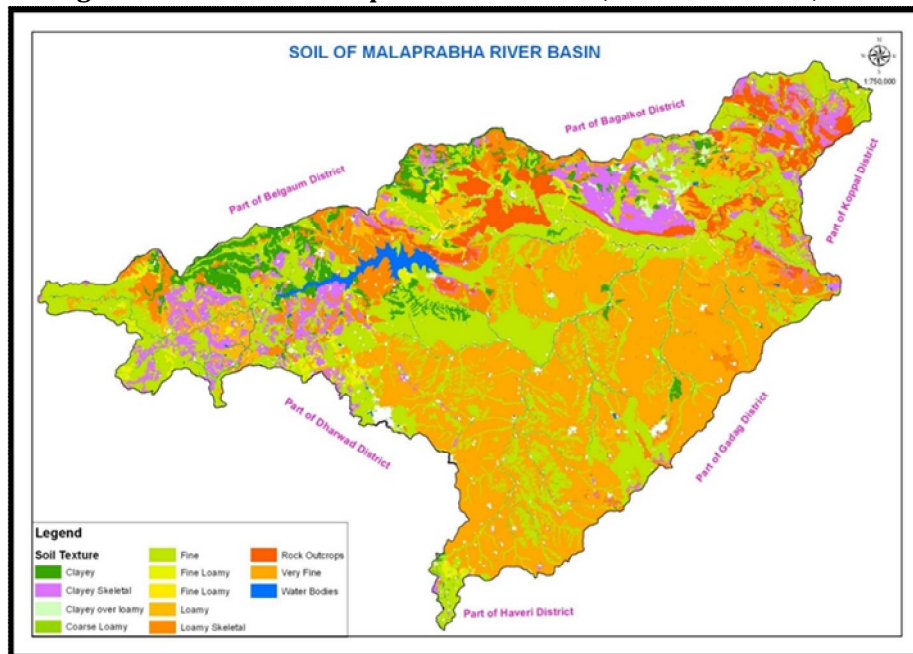 SOIL OF MALAPRABHA RIVER BASIN
N
W
E
S
1:750,000
Part of Bagalkot District
Part of Belgaum District
Part of Koppal District
Part of Dharwad District
Part of Gadag District
Part of Haveri District
Legend
Soil Texture
Clayey
Clayey Skeletal
Clayey over loamy
Coarse Loamy
Fine
Fine Loamy
Fine Loamy
Loamy
Loamy Skeletal
Rock Outcrops
Very Fine
Water Bodies